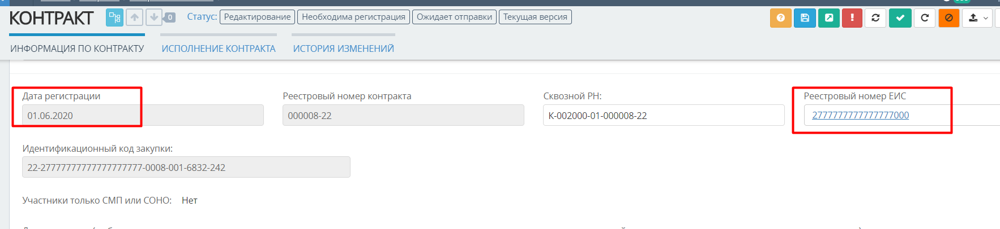 КОНТРАКТ 0 Статус: Редактирование Необходима регистрация Ожидает отправки Текущая версия
ИНФОРМАЦИЯ ПО КОНТРАКТУ ИСПОЛНЕНИЕ КОНТРАКТА ИСТОРИЯ ИЗМЕНЕНИЙ
Дата регистрации Реестровый номер контракта Сквозной РН: Реестровый номер ЕИС
01.06.2020 000008-22 К-002000-01-000008-22 2777777777777777000
Идентификационный код закупки:
22-27777777777777777777-0008-001-6832-242
Участники только СМП или СОНО: Нет